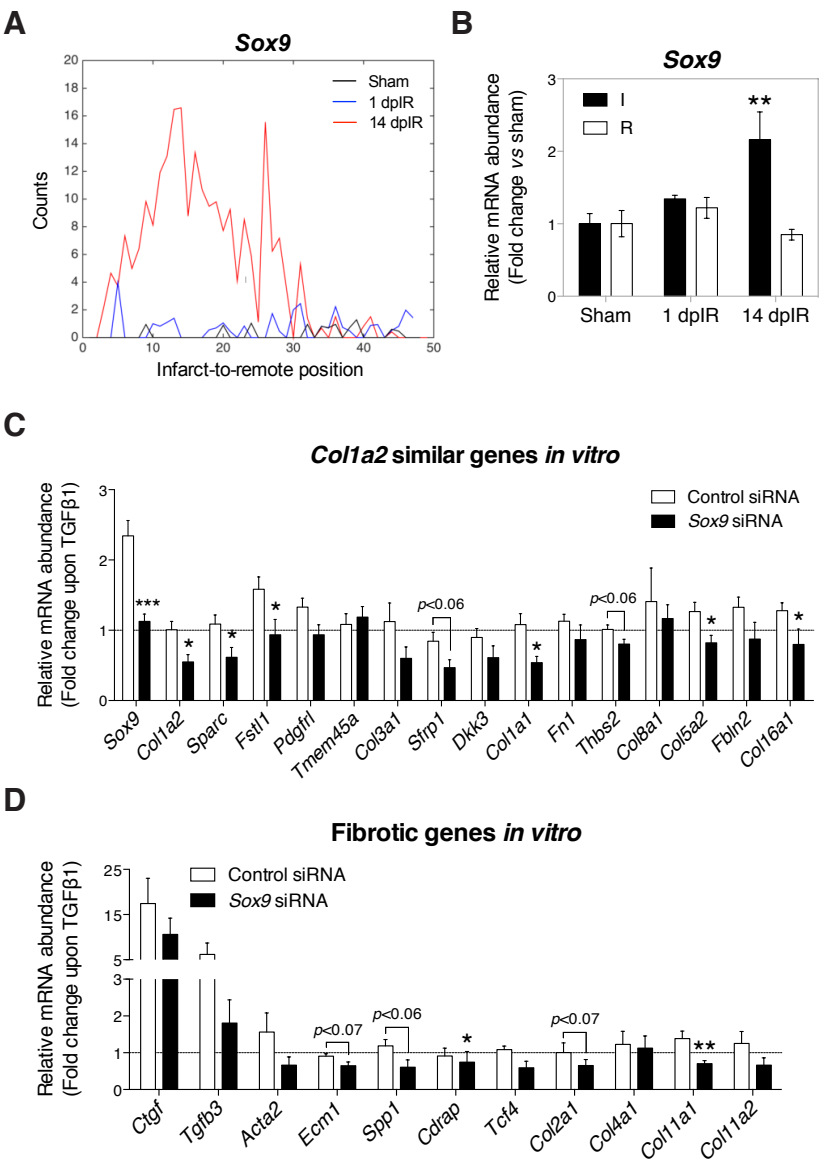 A
Sox9
20
18
16
14
12
10
8
6
4
2
0
Counts
Sham
1 dpIR
14 dpIR
0 10 20 30 40 50
Infarct-to-remote position
B
Sox9
Relative mRNA abundance
(Fold change vs sham)
3
2
1
0
I
R
**
Sham 1 dpIR 14 dpIR
C
Col1a2 similar genes in vitro
Relative mRNA abundance
(Fold change upon TGFβ1)
3
2
1
0
Control siRNA
Sox9 siRNA
*** * * * p<0.06 * p<0.06 * *
Sox9 Col1a2 Sparc Fstl1 Pdgfrl Tmem45a Col3a1 Sfrp1 Dkk3 Col1a1 Fn1 Thbs2 Col8a1 Col5a2 Fbln2 Col16a1
D
Fibrotic genes in vitro
Relative mRNA abundance
(Fold change upon TGFβ1)
25
15
5
3
2
1
0
Control siRNA
Sox9 siRNA
p<0.07 p<0.06 * p<0.07 **
Ctgf Tgfb3 Acta2 Ecm1 Spp1 Cdrap Tcf4 Col2a1 Col4a1 Col11a1 Col11a2